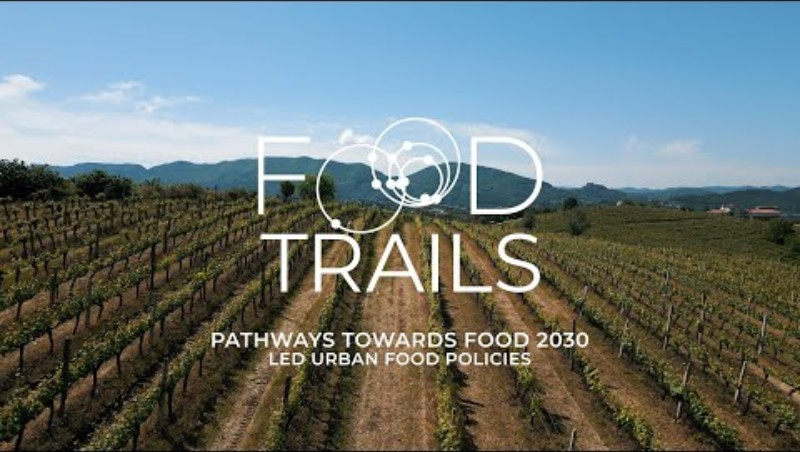 FOOD
TRAILS
PATHWAYS TOWARDS FOOD 2030
LED URBAN FOOD POLICIES